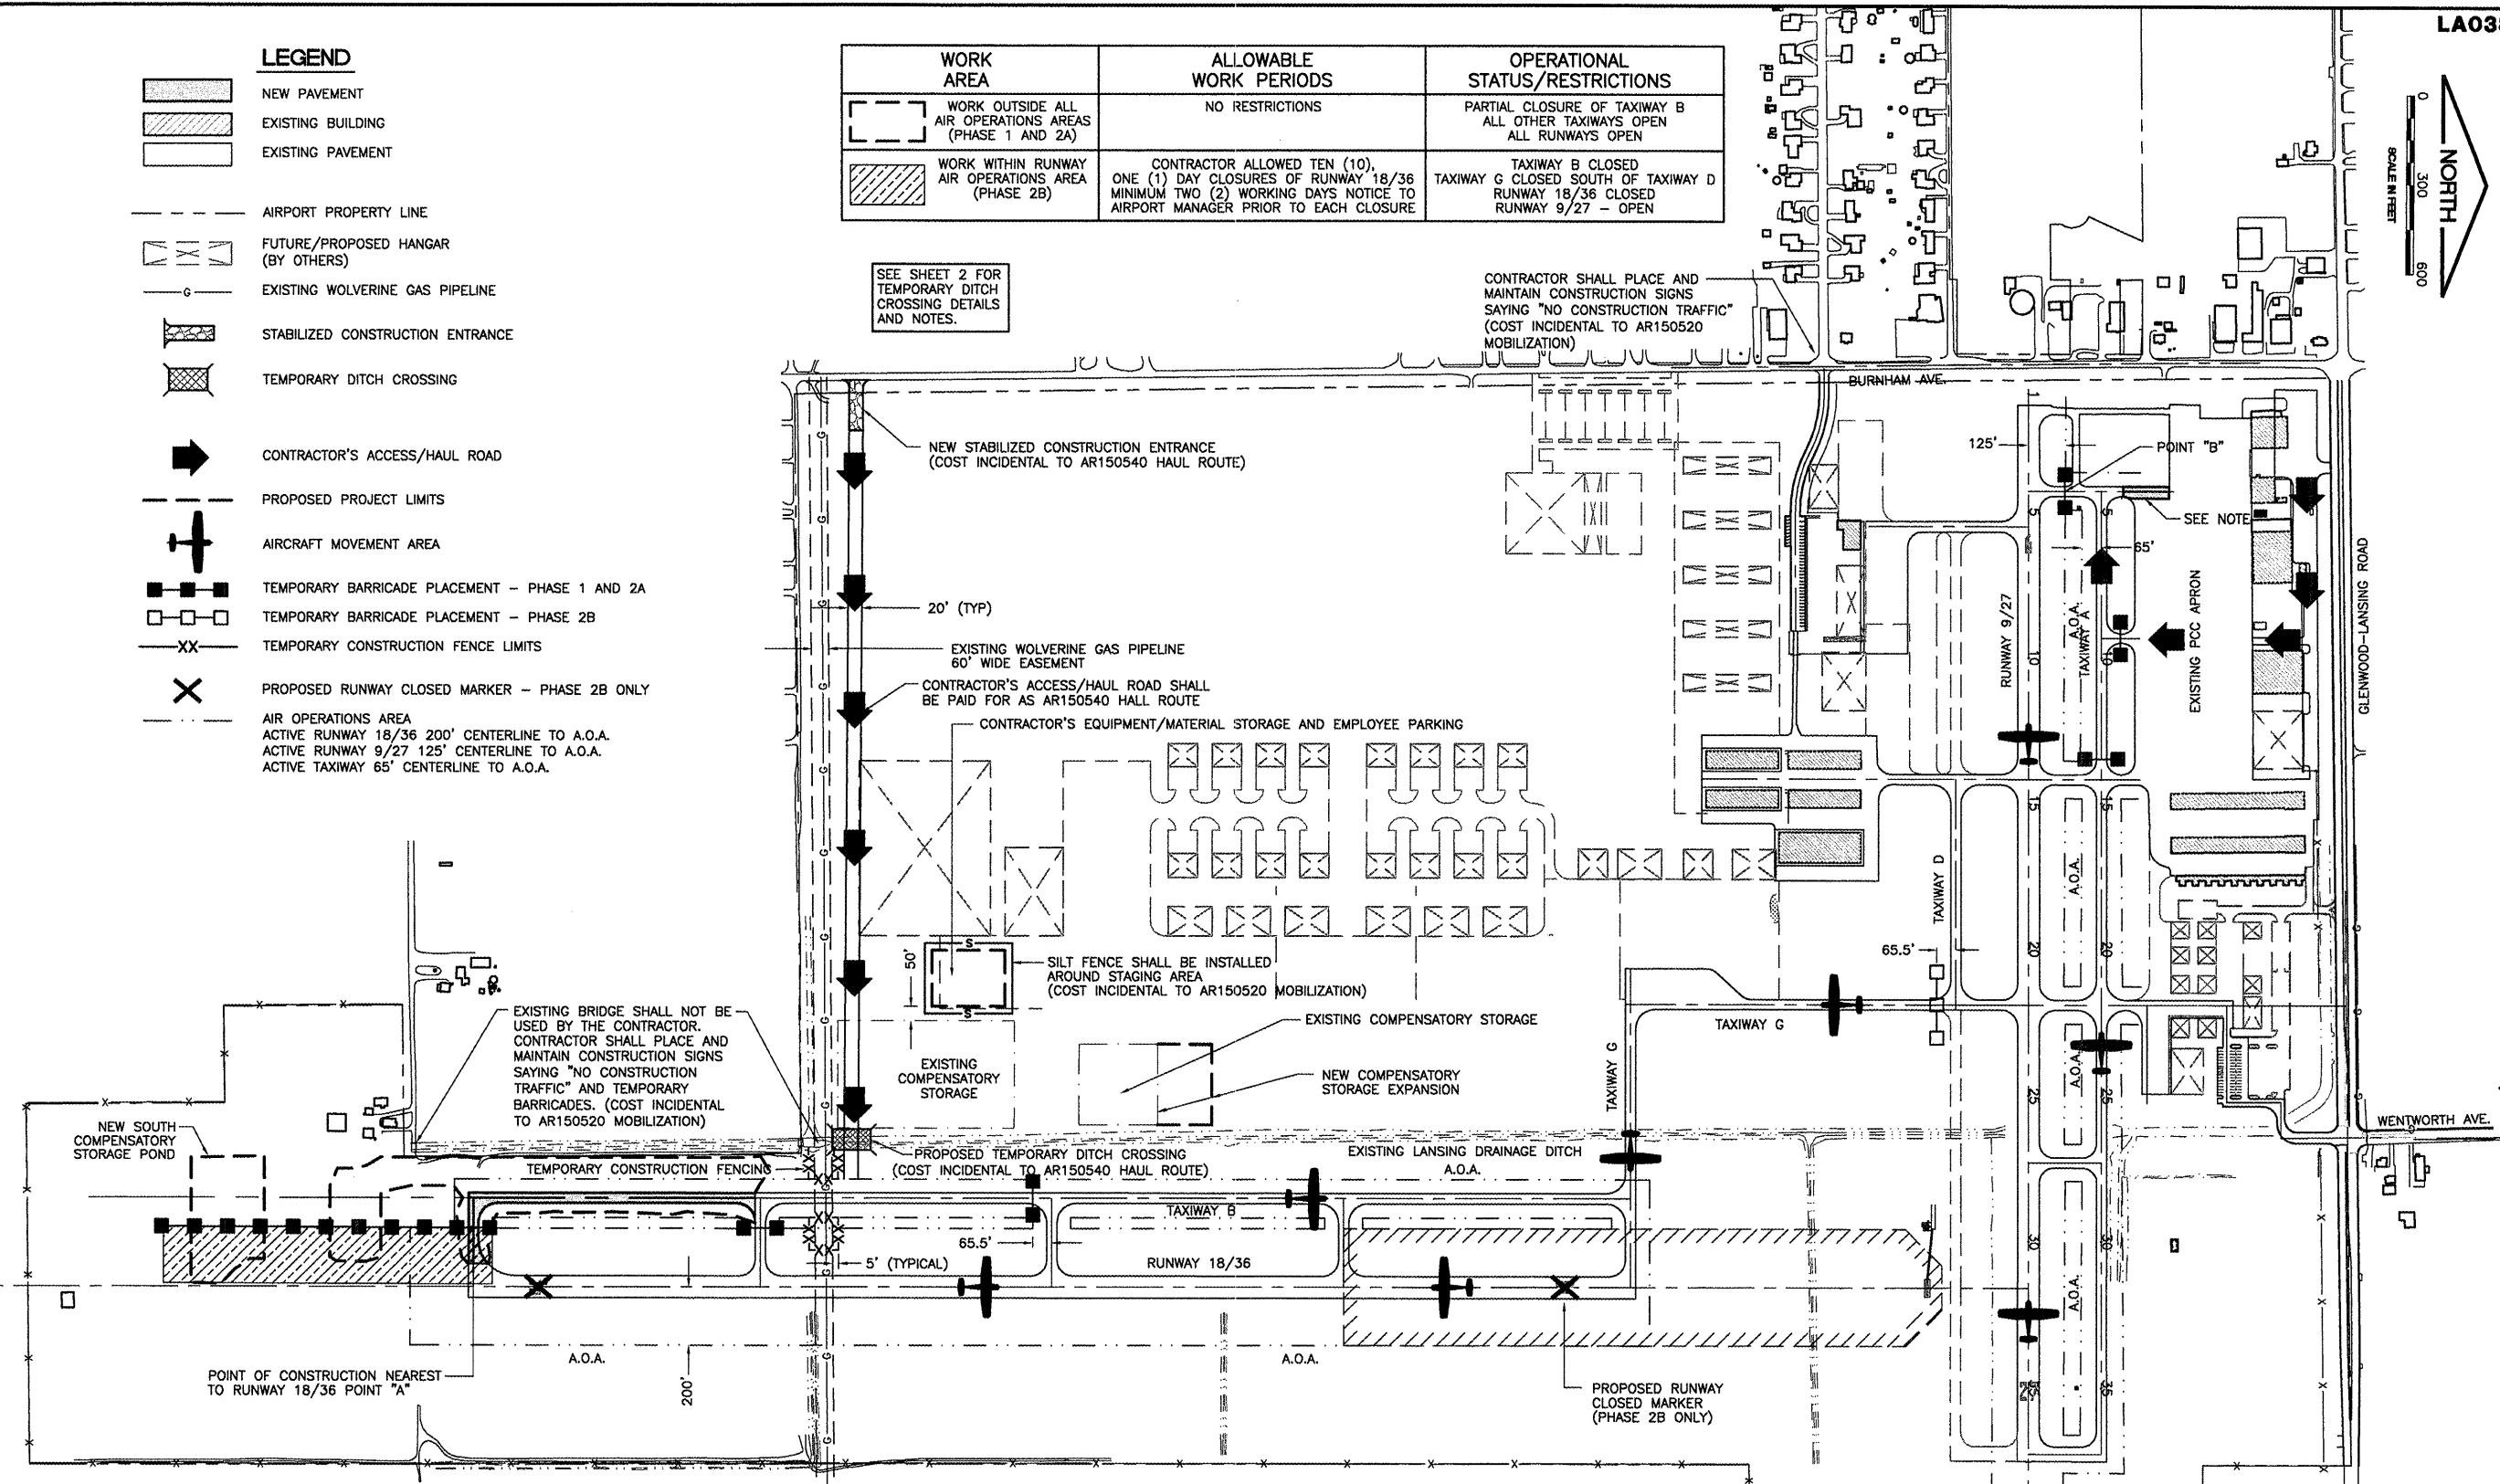 LEGEND
NEW PAVEMENT
EXISTING BUILDING
EXISTING PAVEMENT
AIRPORT PROPERTY LINE
FUTURE/PROPOSED HANGAR
(BY OTHERS)
G
EXISTING WOLVERINE GAS PIPELINE
STABILIZED CONSTRUCTION ENTRANCE
TEMPORARY DITCH CROSSING
CONTRACTOR'S ACCESS/HAUL ROAD
PROPOSED PROJECT LIMITS
AIRCRAFT MOVEMENT AREA
TEMPORARY BARRICADE PLACEMENT – PHASE 1 AND 2A
TEMPORARY BARRICADE PLACEMENT – PHASE 2B
XX
TEMPORARY CONSTRUCTION FENCE LIMITS
PROPOSED RUNWAY CLOSED MARKER – PHASE 2B ONLY
AIR OPERATIONS AREA
ACTIVE RUNWAY 18/36 200' CENTERLINE TO A.O.A.
ACTIVE RUNWAY 9/27 125' CENTERLINE TO A.O.A.
ACTIVE TAXIWAY 65' CENTERLINE TO A.O.A.
WORK
AREA
ALLOWABLE
WORK PERIODS
OPERATIONAL
STATUS/RESTRICTIONS
WORK OUTSIDE ALL
AIR OPERATIONS AREAS
(PHASE 1 AND 2A)
NO RESTRICTIONS
PARTIAL CLOSURE OF TAXIWAY B
ALL OTHER TAXIWAYS OPEN
ALL RUNWAYS OPEN
WORK WITHIN RUNWAY
AIR OPERATIONS AREA
(PHASE 2B)
CONTRACTOR ALLOWED TEN (10),
ONE (1) DAY CLOSURES OF RUNWAY 18/36
MINIMUM TWO (2) WORKING DAYS NOTICE TO
AIRPORT MANAGER PRIOR TO EACH CLOSURE
TAXIWAY B CLOSED
TAXIWAY G CLOSED SOUTH OF TAXIWAY D
RUNWAY 18/36 CLOSED
RUNWAY 9/27 – OPEN
LA038
NORTH
0 300 600
SCALE IN FEET
SEE SHEET 2 FOR
TEMPORARY DITCH
CROSSING DETAILS
AND NOTES.
CONTRACTOR SHALL PLACE AND
MAINTAIN CONSTRUCTION SIGNS
SAYING "NO CONSTRUCTION TRAFFIC"
(COST INCIDENTAL TO AR150520
MOBILIZATION)
BURNHAM AVE.
NEW STABILIZED CONSTRUCTION ENTRANCE
(COST INCIDENTAL TO AR150540 HAUL ROUTE)
125'
POINT "B"
SEE NOTE
65'
20' (TYP)
EXISTING WOLVERINE GAS PIPELINE
60' WIDE EASEMENT
CONTRACTOR'S ACCESS/HAUL ROAD SHALL
BE PAID FOR AS AR150540 HALL ROUTE
CONTRACTOR'S EQUIPMENT/MATERIAL STORAGE AND EMPLOYEE PARKING
RUNWAY 9/27
A.O.A.
TAXIWAY A
EXISTING PCC APRON
GLENWOOD-LANSING ROAD
5
5
10
10
15
15
TAXIWAY D
A.O.A.
20
20
65.5'
S
50'
S
SILT FENCE SHALL BE INSTALLED
AROUND STAGING AREA
(COST INCIDENTAL TO AR150520 MOBILIZATION)
EXISTING BRIDGE SHALL NOT BE
USED BY THE CONTRACTOR.
CONTRACTOR SHALL PLACE AND
MAINTAIN CONSTRUCTION SIGNS
SAYING "NO CONSTRUCTION
TRAFFIC" AND TEMPORARY
BARRICADES. (COST INCIDENTAL
TO AR150520 MOBILIZATION)
EXISTING COMPENSATORY STORAGE
TAXIWAY G
TAXIWAY G
A.O.A.
25
25
EXISTING
COMPENSATORY
STORAGE
NEW COMPENSATORY
STORAGE EXPANSION
WENTWORTH AVE.
NEW SOUTH
COMPENSATORY
STORAGE POND
TEMPORARY CONSTRUCTION FENCING
PROPOSED TEMPORARY DITCH CROSSING
(COST INCIDENTAL TO AR150540 HAUL ROUTE)
EXISTING LANSING DRAINAGE DITCH
A.O.A.
TAXIWAY B
65.5'
5' (TYPICAL)
RUNWAY 18/36
30
30
A.O.A.
A.O.A.
200'
A.O.A.
POINT OF CONSTRUCTION NEAREST
TO RUNWAY 18/36 POINT "A"
PROPOSED RUNWAY
CLOSED MARKER
(PHASE 2B ONLY)
35